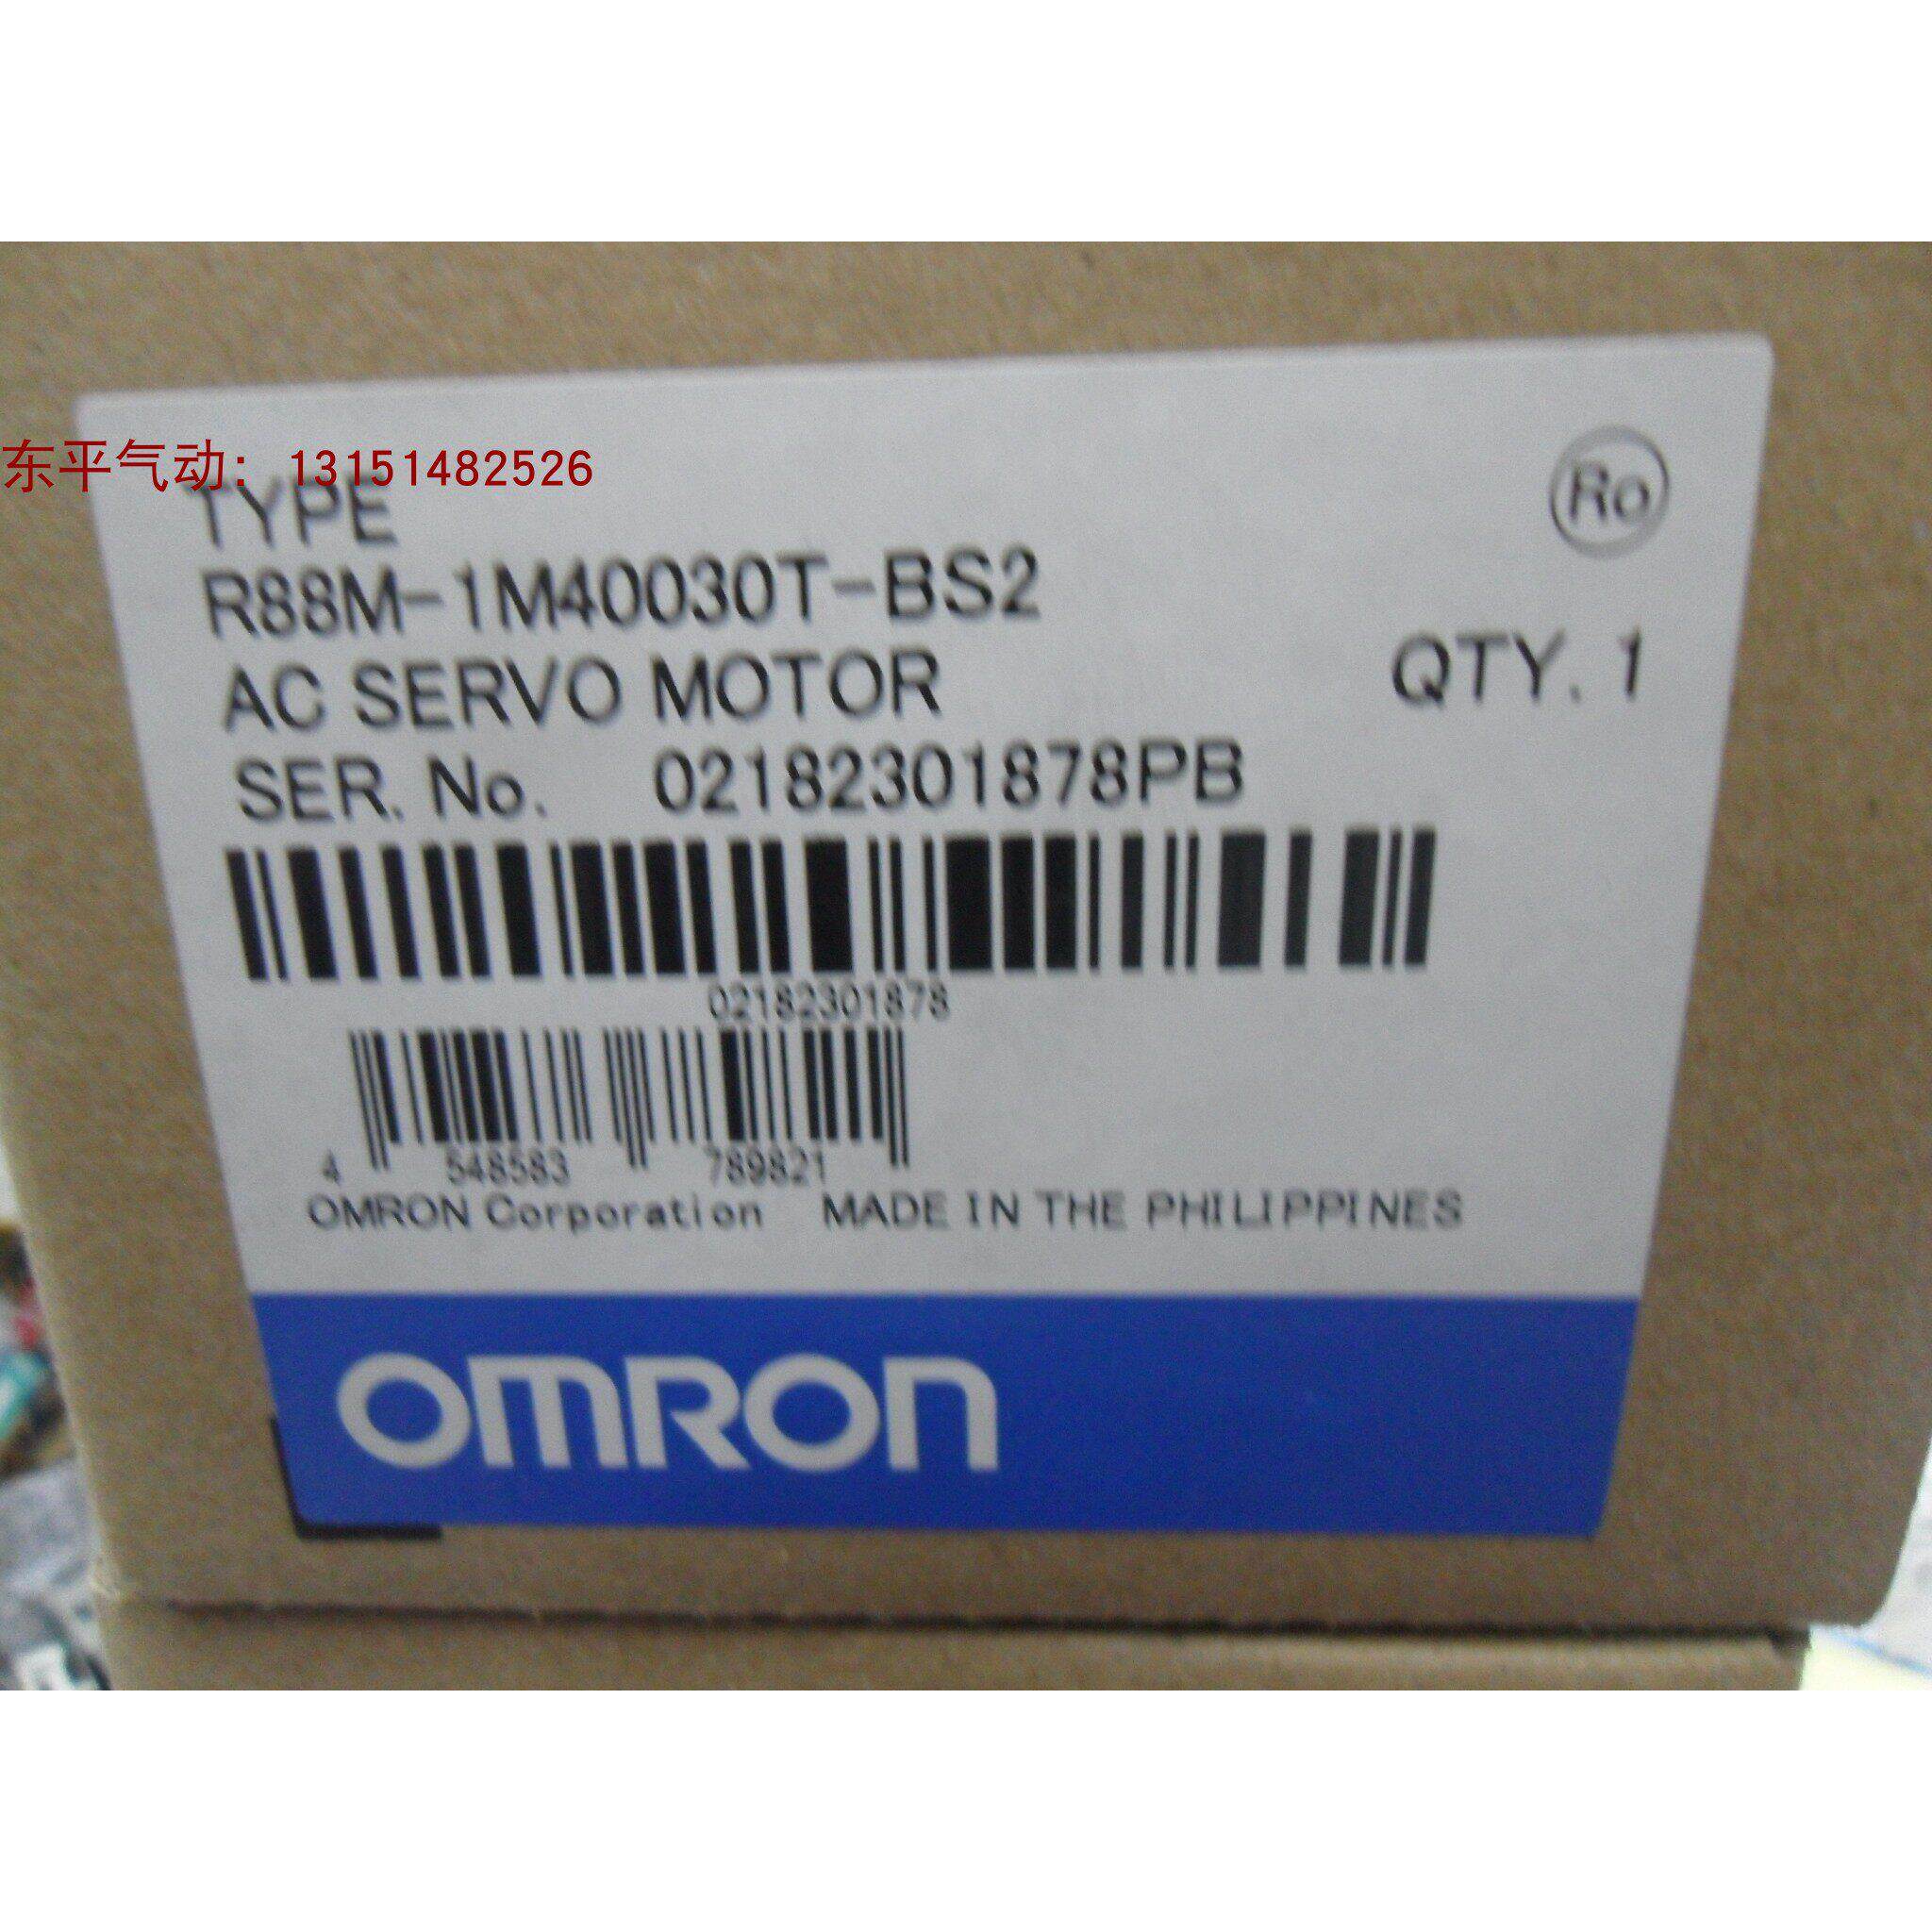 东平气动: 13151482526
TYPE
Ro
R88M-1M40030T-BS2
AC SERVO MOTOR QTY. 1
SER. No. 02182301878PB
02182301878
4 548583 789821
OMRON Corporation MADE IN THE PHILIPPINES
OMRON